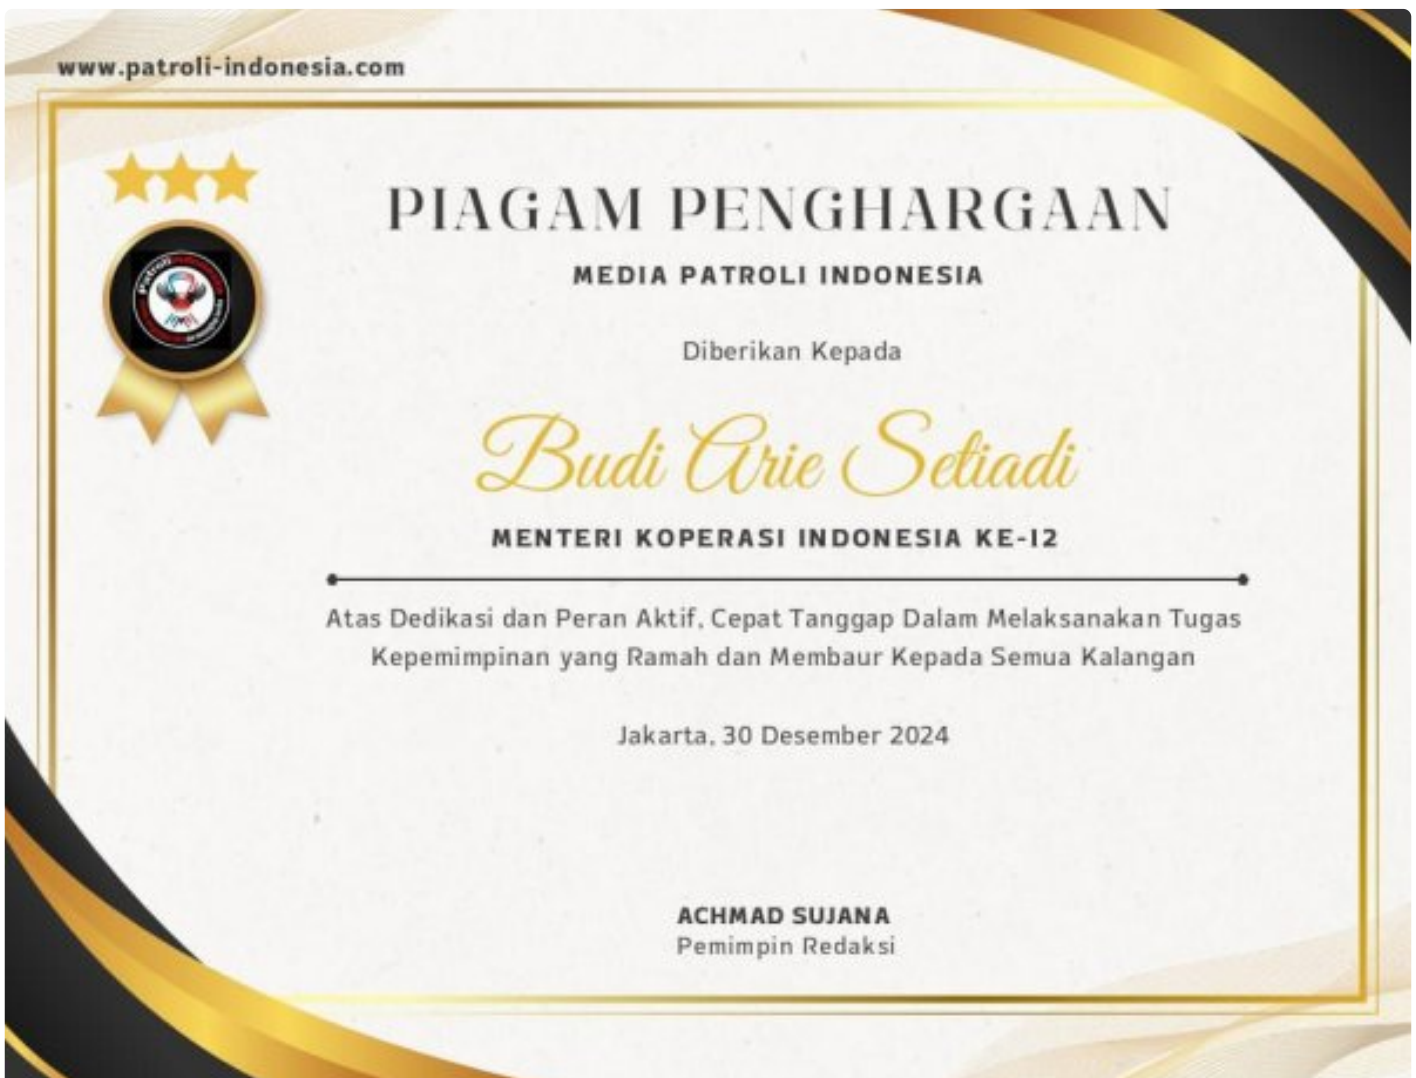 www.patroli-indonesia.com
PIAGAM PENGHARGAAN
MEDIA PATROLI INDONESIA
Diberikan Kepada
Budi Arie Setiadi
MENTERI KOPERASI INDONESIA KE-12
Atas Dedikasi dan Peran Aktif, Cepat Tanggap Dalam Melaksanakan Tugas
Kepemimpinan yang Ramah dan Membaur Kepada Semua Kalangan
Jakarta, 30 Desember 2024
ACHMAD SUJANA
Pemimpin Redaksi